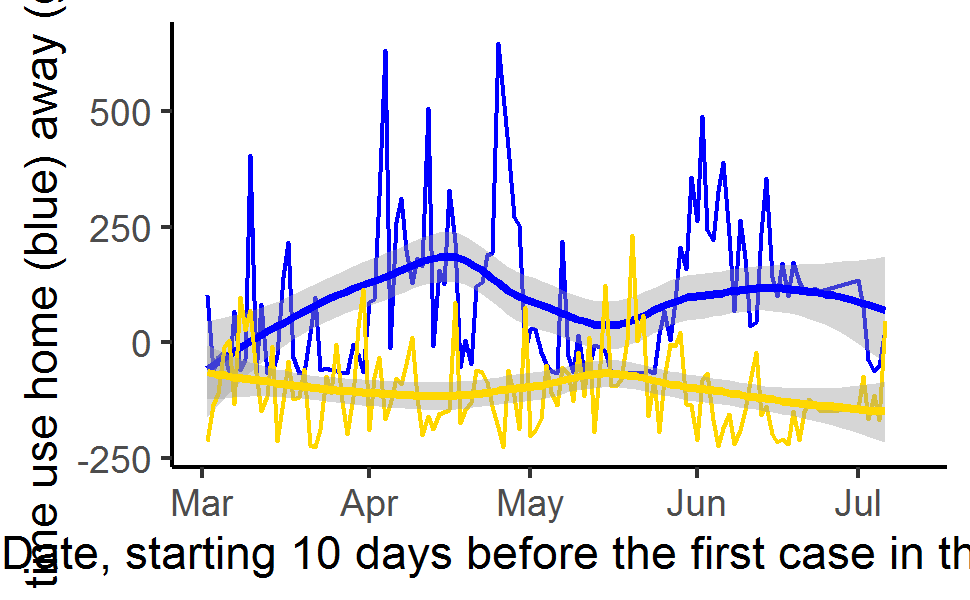 time use home (blue) away (
500
250
0
-250
Mar Apr May Jun Jul
Date, starting 10 days before the first case in th